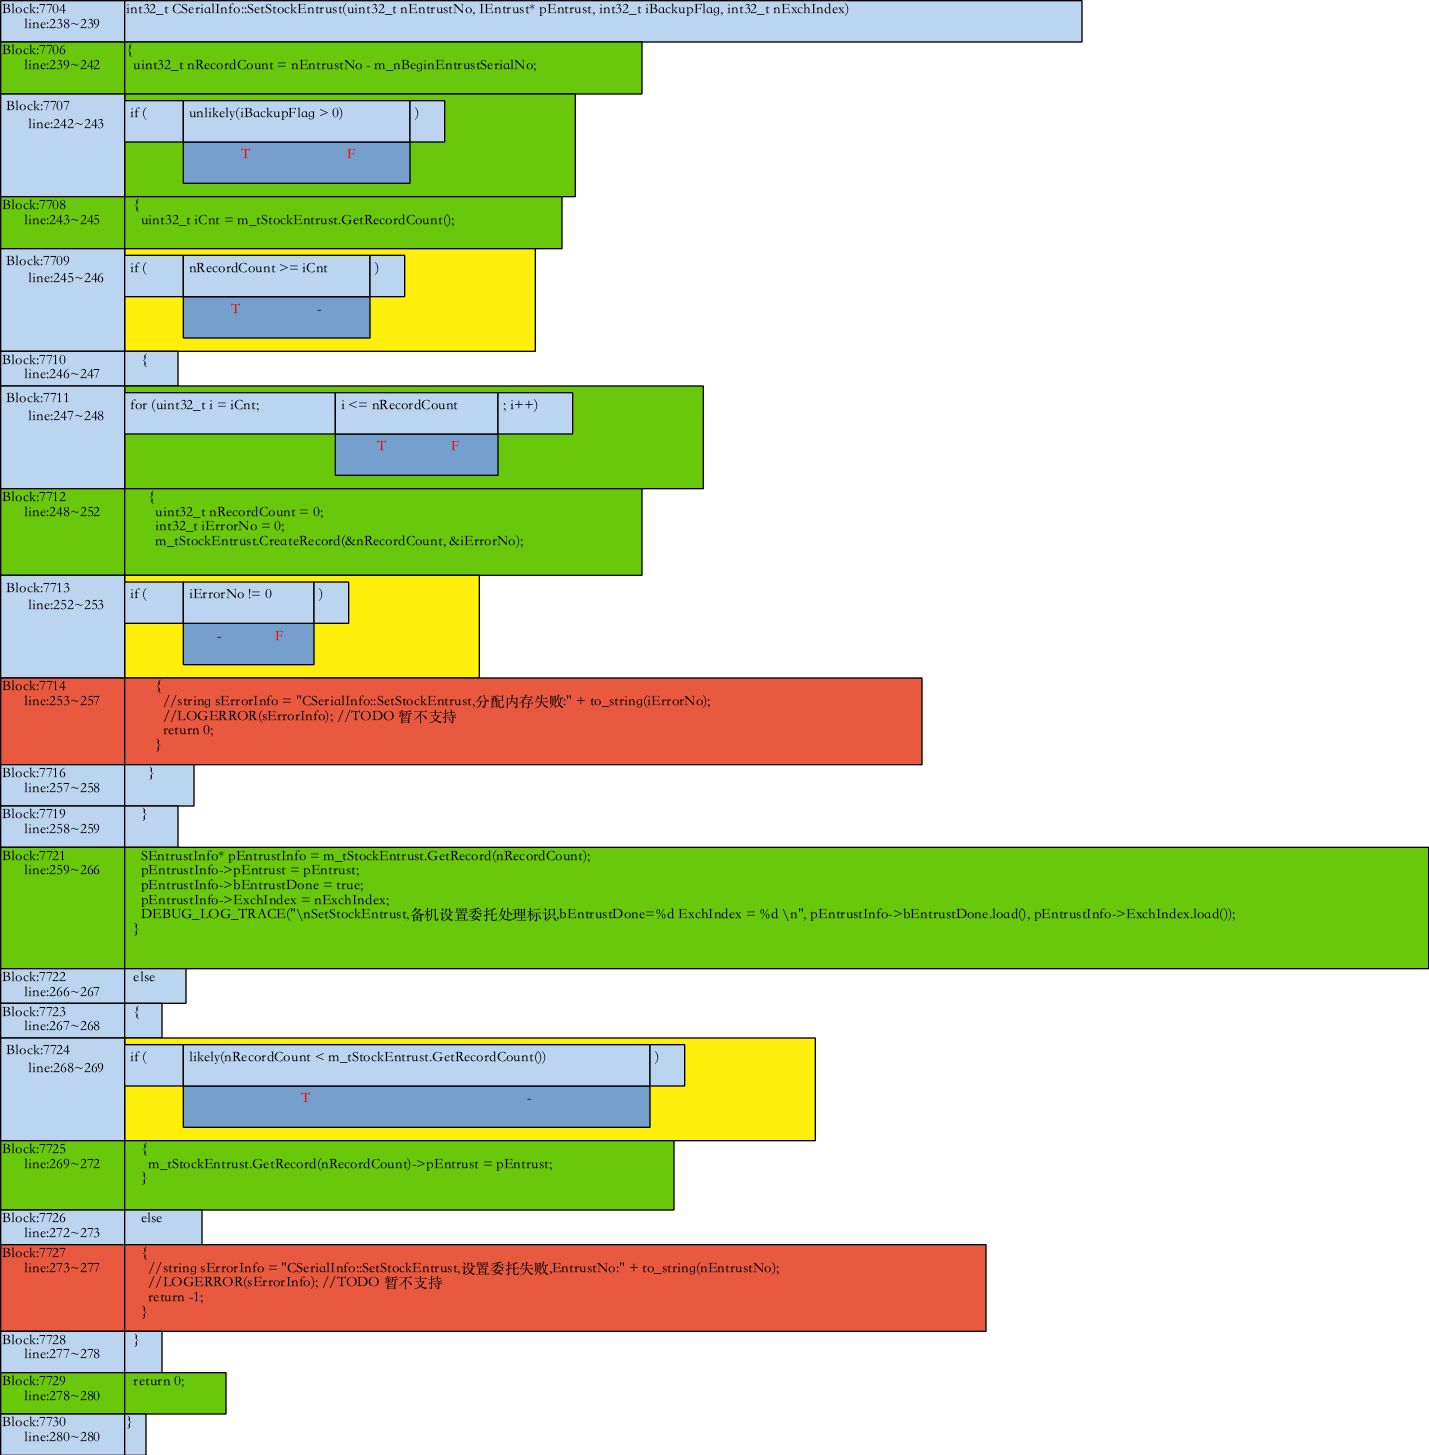 Block:7704
int32_t CSerialInfo::SetStockEntrust(uint32_t nEntrustNo, IEntrust* pEntrust, int32_t iBackupFlag, int32_t nExchIndex)
line:238~239
Block:7706
{
line:239~242
uint32_t nRecordCount = nEntrustNo - m_nBeginEntrustSerialNo;
Block:7707
line:242~243
if ( unlikely(iBackupFlag > 0) )
T F
Block:7708
{
line:243~245
uint32_t iCnt = m_tStockEntrust.GetRecordCount();
Block:7709
line:245~246
if ( nRecordCount >= iCnt )
T -
Block:7710
{
line:246~247
Block:7711
line:247~248
for (uint32_t i = iCnt; i <= nRecordCount ; i++)
T F
Block:7712
{
line:248~252
uint32_t nRecordCount = 0;
int32_t iErrorNo = 0;
m_tStockEntrust.CreateRecord(&nRecordCount, &iErrorNo);
Block:7713
line:252~253
if ( iErrorNo != 0 )
- F
Block:7714
{
line:253~257
//string sErrorInfo = "CSerialInfo::SetStockEntrust,分配内存失败:" + to_string(iErrorNo);
//LOGERROR(sErrorInfo); //TODO 暂不支持
return 0;
}
Block:7716
}
line:257~258
Block:7719
}
line:258~259
Block:7721
SEntrustInfo* pEntrustInfo = m_tStockEntrust.GetRecord(nRecordCount);
line:259~266
pEntrustInfo->pEntrust = pEntrust;
pEntrustInfo->bEntrustDone = true;
pEntrustInfo->ExchIndex = nExchIndex;
DEBUG_LOG_TRACE("\nSetStockEntrust,备机设置委托处理标识,bEntrustDone=%d ExchIndex = %d \n", pEntrustInfo->bEntrustDone.load(), pEntrustInfo->ExchIndex.load());
}
Block:7722
else
line:266~267
Block:7723
{
line:267~268
Block:7724
line:268~269
if ( likely(nRecordCount < m_tStockEntrust.GetRecordCount()) )
T -
Block:7725
{
line:269~272
m_tStockEntrust.GetRecord(nRecordCount)->pEntrust = pEntrust;
}
Block:7726
else
line:272~273
Block:7727
{
line:273~277
//string sErrorInfo = "CSerialInfo::SetStockEntrust,设置委托失败,EntrustNo:" + to_string(nEntrustNo);
//LOGERROR(sErrorInfo); //TODO 暂不支持
return -1;
}
Block:7728
}
line:277~278
Block:7729
return 0;
line:278~280
Block:7730
}
line:280~280